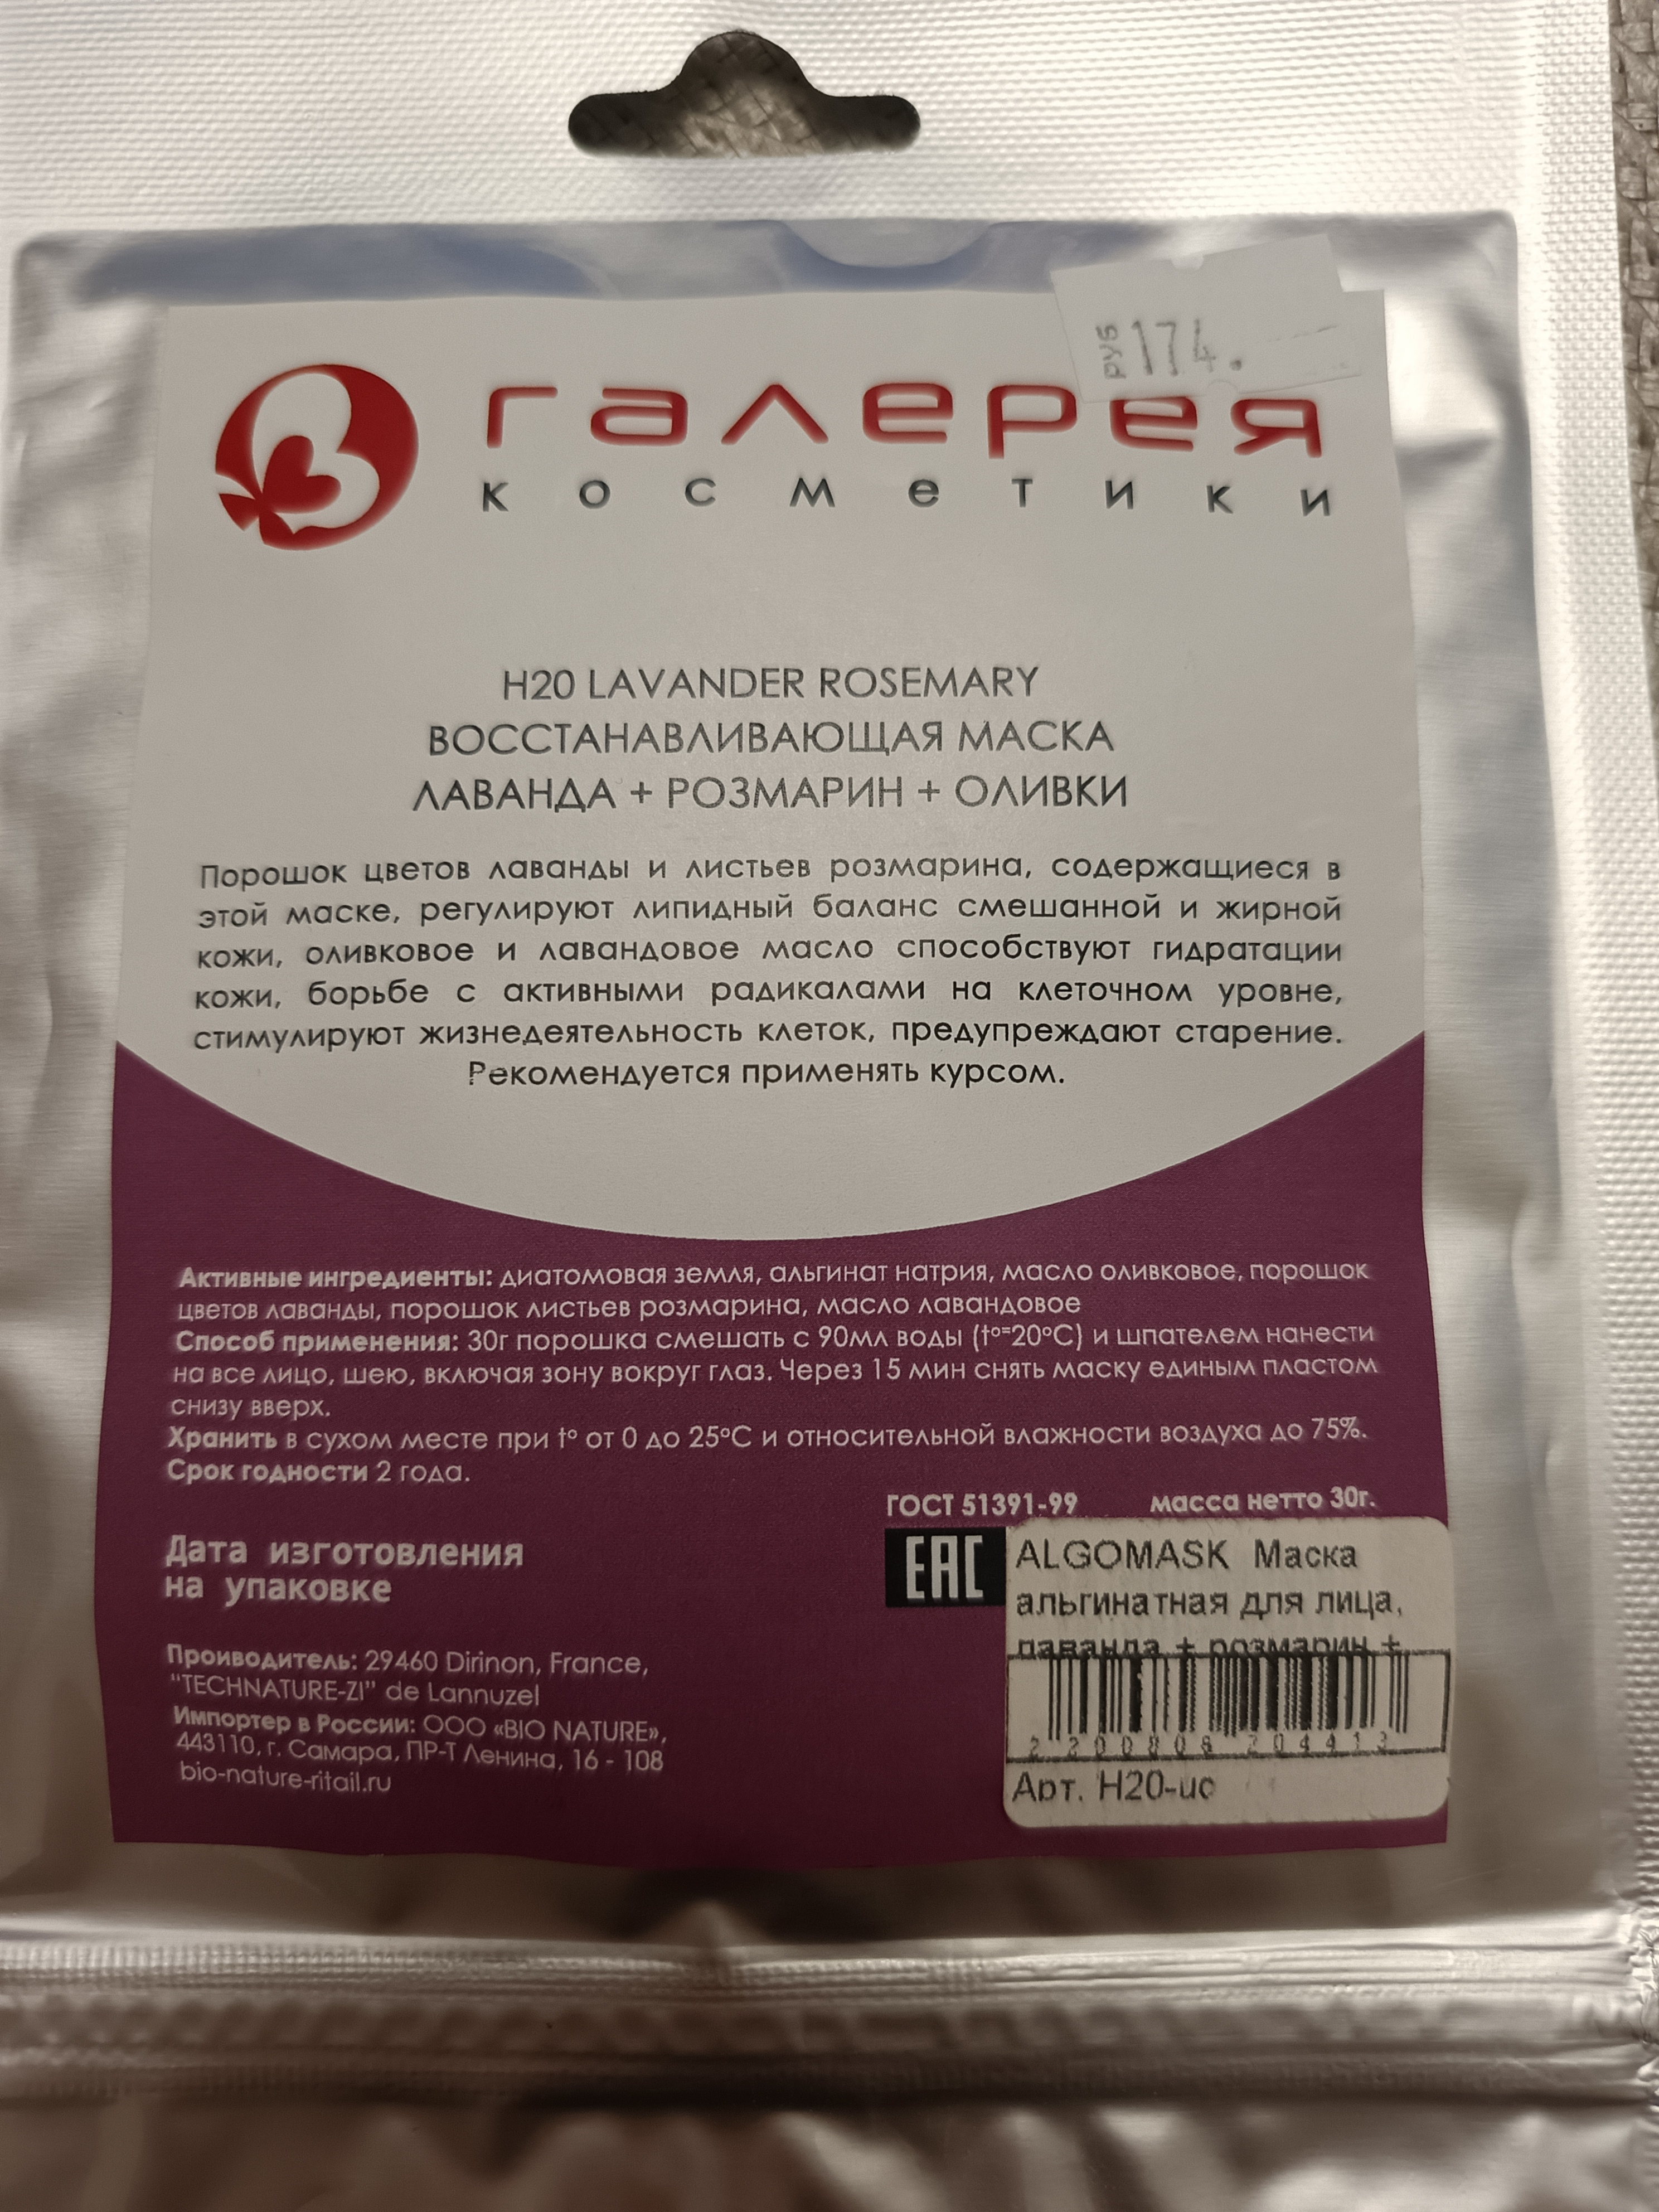 РУБ 174.
галерея
косметики
H20 LAVANDER ROSEMARY
ВОССТАНАВЛИВАЮЩАЯ МАСКА
ЛАВАНДА + РОЗМАРИН + ОЛИВКИ
Порошок цветов лаванды и листьев розмарина, содержащиеся в
этой маске, регулируют липидный баланс смешанной и жирной
кожи, оливковое и лавандовое масло способствуют гидратации
кожи, борьбе с активными радикалами на клеточном уровне,
стимулируют жизнедеятельность клеток, предупреждают старение.
Рекомендуется применять курсом.
Активные ингредиенты: диатомовая земля, альгинат натрия, масло оливковое, порошок
цветов лаванды, порошок листьев розмарина, масло лавандовое
Способ применения: 30г порошка смешать с 90мл воды (t°=20°C) и шпателем нанести
на все лицо, шею, включая зону вокруг глаз. Через 15 мин снять маску единым пластом
снизу вверх.
Хранить в сухом месте при t° от 0 до 25°C и относительной влажности воздуха до 75%.
Срок годности 2 года.
ГОСТ 51391-99 масса нетто 30г.
Дата изготовления
на упаковке
EAC
ALGOMASK Маска
альгинатная для лица,
лаванда + розмарин +
2 200808 204413
Арт. H20-uc
Проиводитель: 29460 Dirinon, France,
"TECHNATURE-ZI" de Lannuzel
Импортер в России: ООО «BIO NATURE»,
443110, г. Самара, ПР-Т Ленина, 16 - 108
bio-nature-ritail.ru